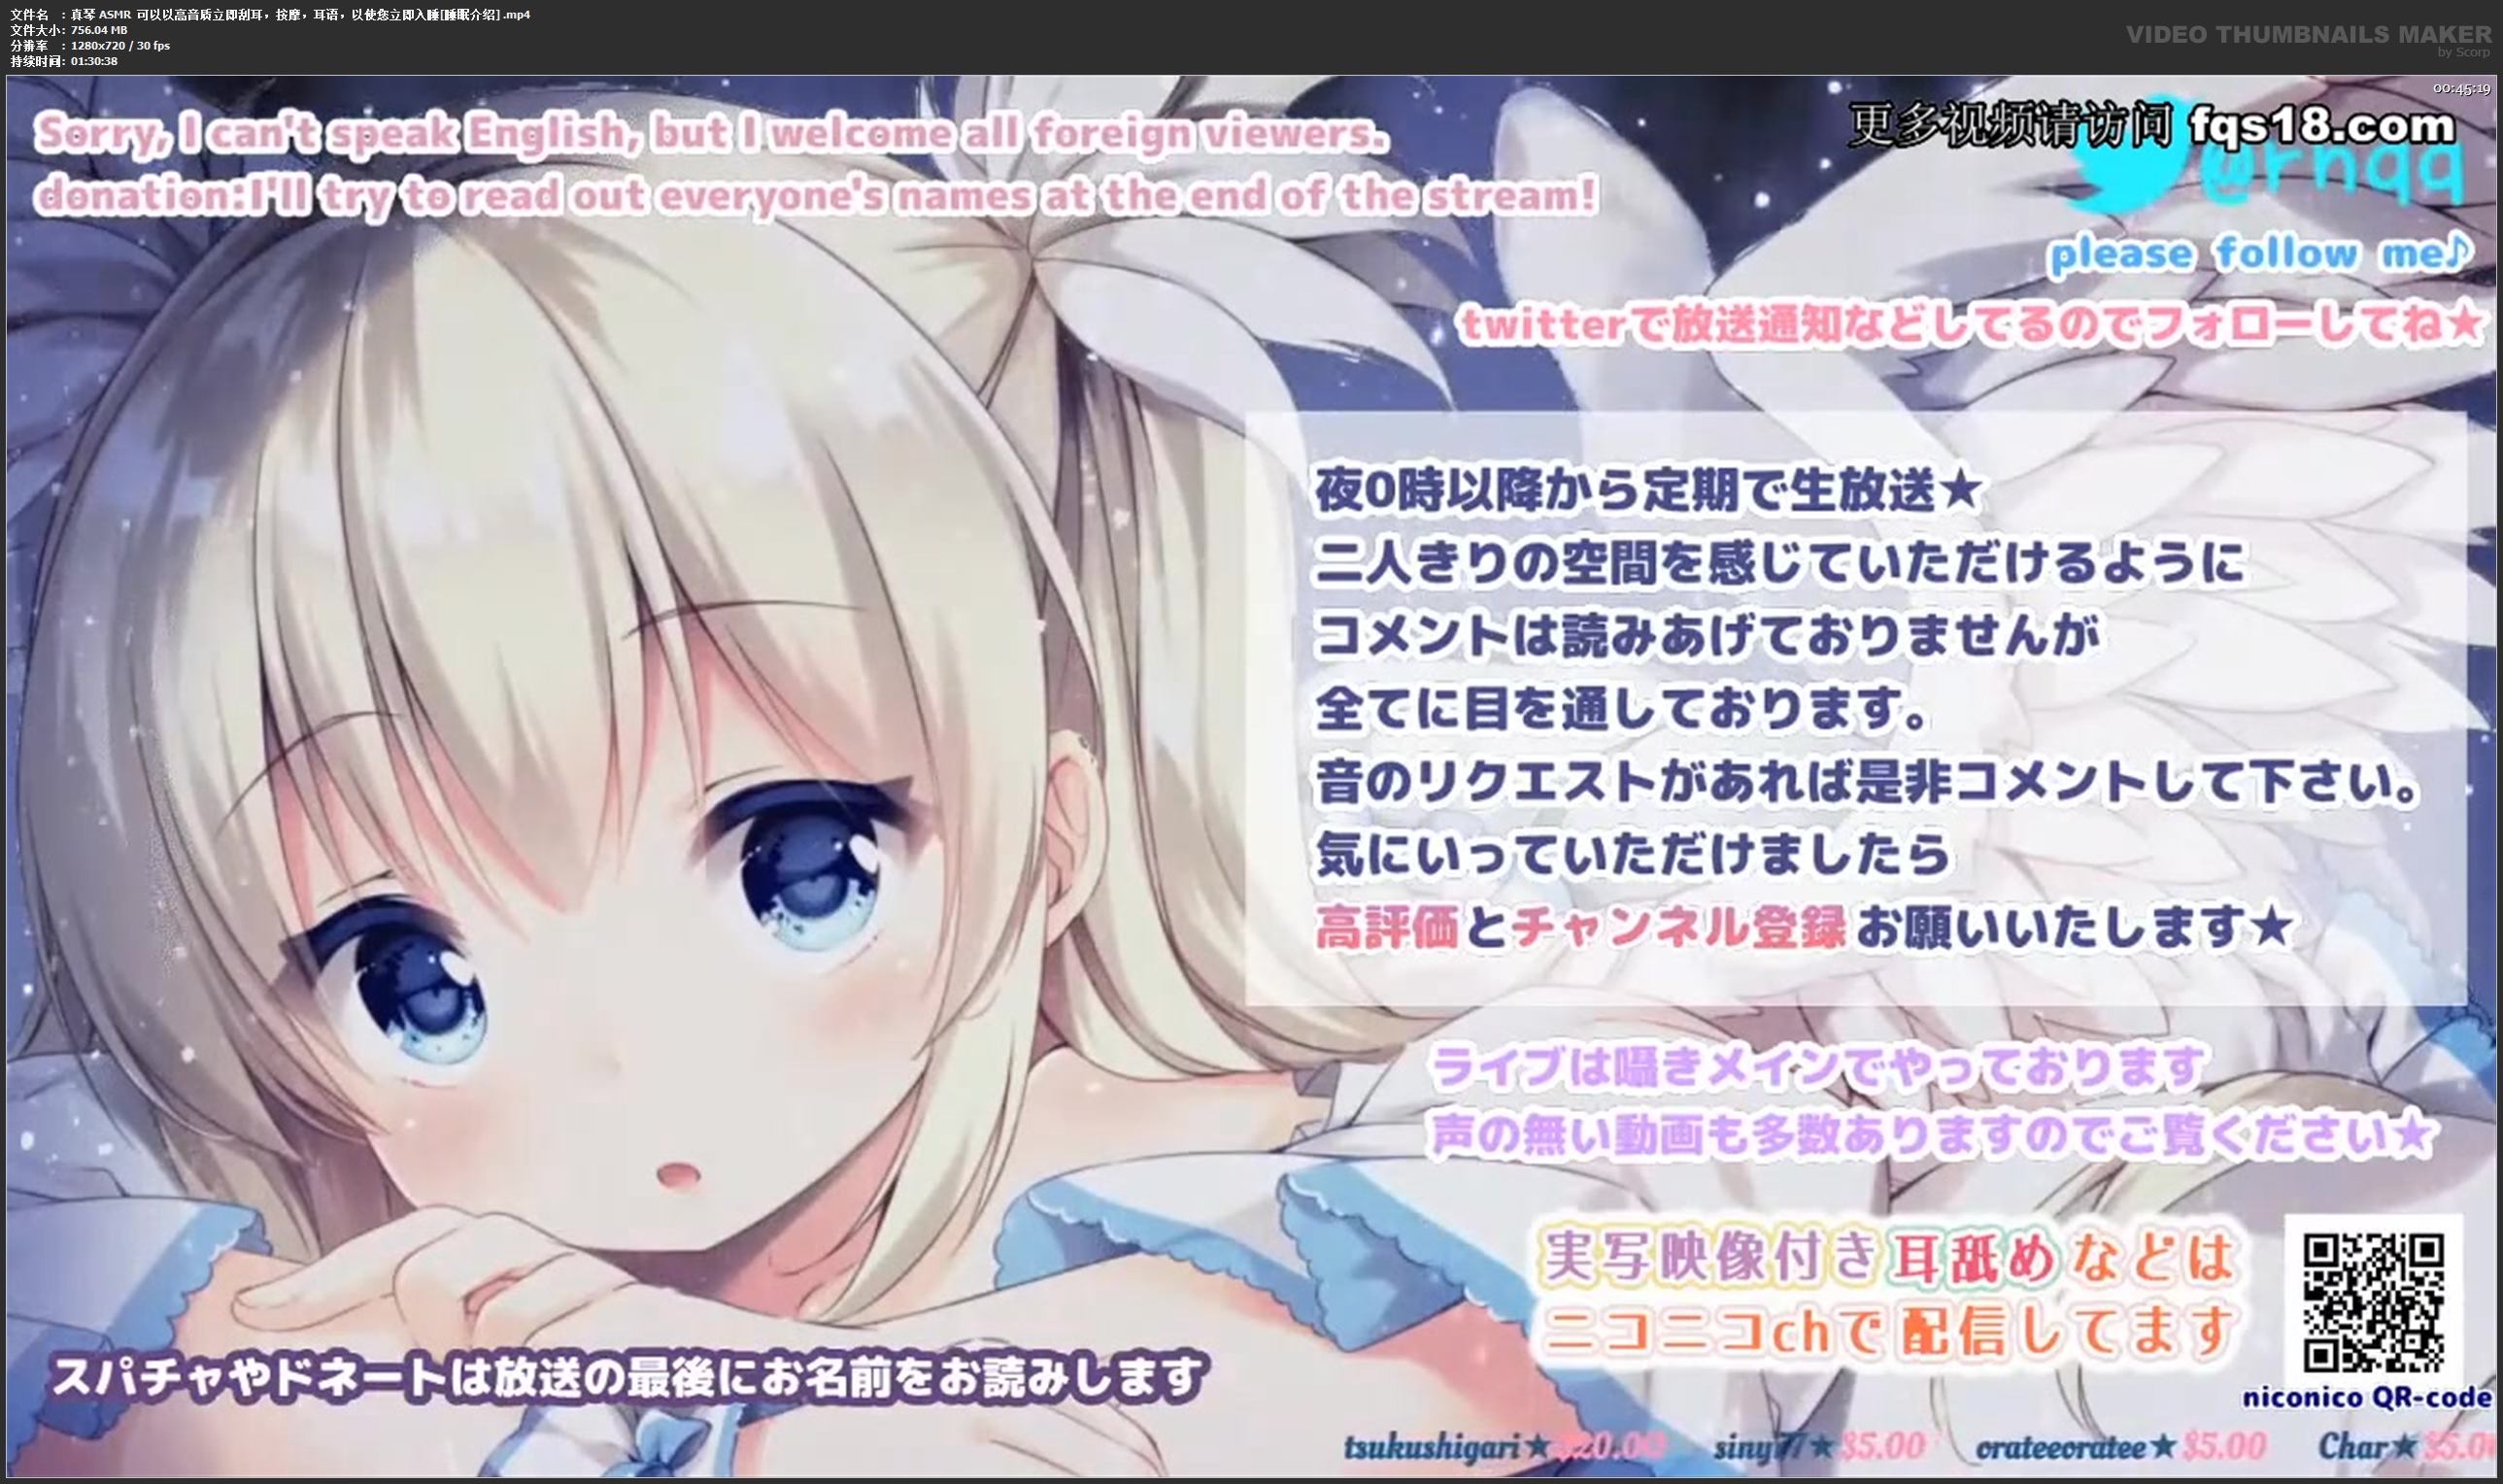 文件名 : 真琴 ASMR 可以以高音质立即刮耳，按摩，耳语，以使您立即入睡[睡眠介绍].mp4
文件大小: 756.04 MB
分辨率 : 1280x720 / 30 fps
持续时间: 01:30:38
VIDEO THUMBNAILS MAKER
by Scorp
00:45:19
Sorry, I can't speak English, but I welcome all foreign viewers.
donation:I'll try to read out everyone's names at the end of the stream!
更多视频请访问 fqs18.com
@rnqq
please follow me♪
twitterで放送通知などしてるのでフォローしてね★
夜0時以降から定期で生放送★
二人きりの空間を感じていただけるように
コメントは読みあげておりませんが
全てに目を通しております。
音のリクエストがあれば是非コメントして下さい。
気にいっていただけましたら
高評価とチャンネル登録お願いいたします★
ライブは囁きメインでやっております
声の無い動画も多数ありますのでご覧ください★
実写映像付き耳舐めなどは
ニコニコchで配信してます
niconico QR-code
スパチャやドネートは放送の最後にお名前をお読みします
tsukushigari★$20.00 siny77★$5.00 orateeoratee★$5.00 Char★$5.0